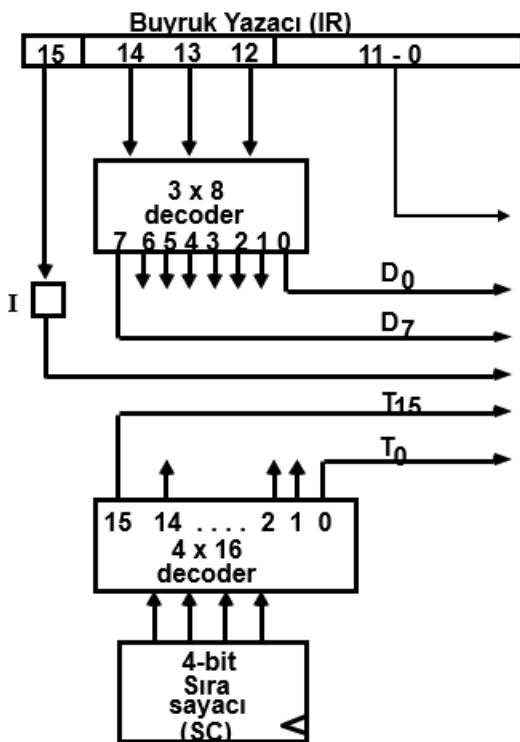 Buyruk Yazacı (IR)
15 14 13 12 11 - 0
3 x 8
decoder
7 6 5 4 3 2 1 0
D0
I
D7
T15
T0
15 14 . . . . 2 1 0
4 x 16
decoder
4-bit
Sıra
sayacı
(SC)